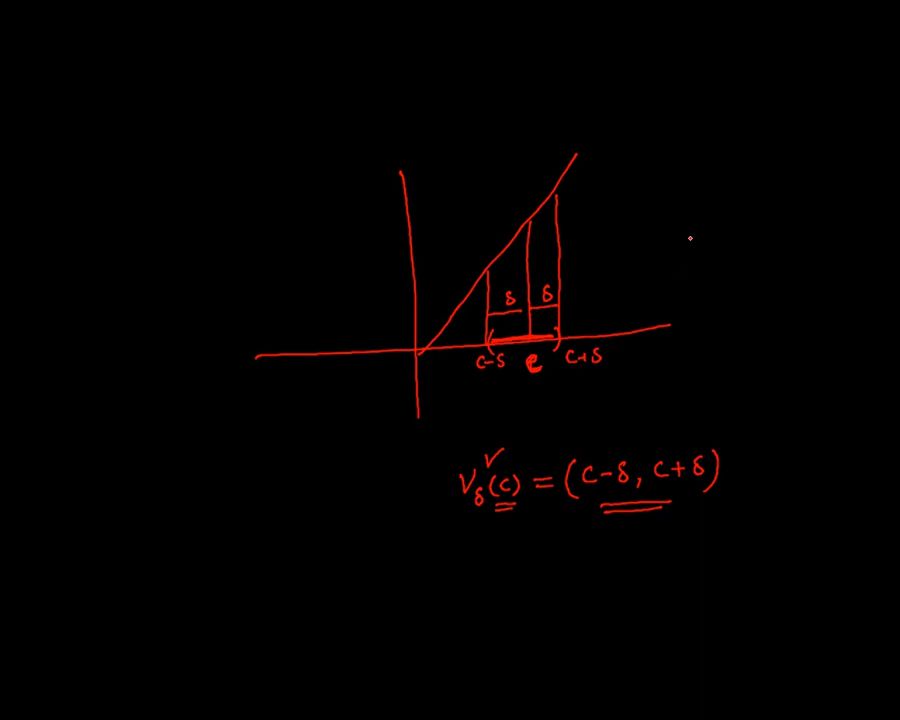 δ δ
( )
c-δ c c+δ
V_δ(c) = (c-δ, c+δ)